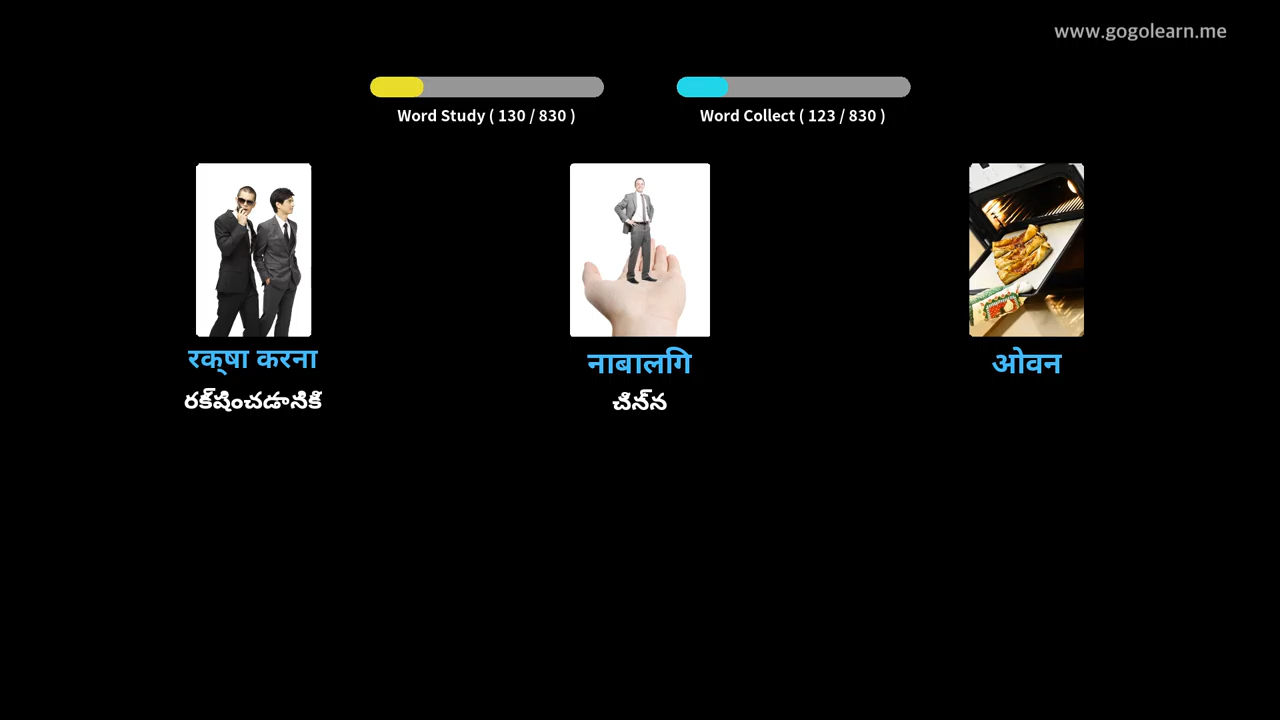 www.gogolearn.me
Word Study ( 130 / 830 )
Word Collect ( 123 / 830 )
रक्षा करना
नाबालिग
ओवन
రక్షించడానికి
చిన్న